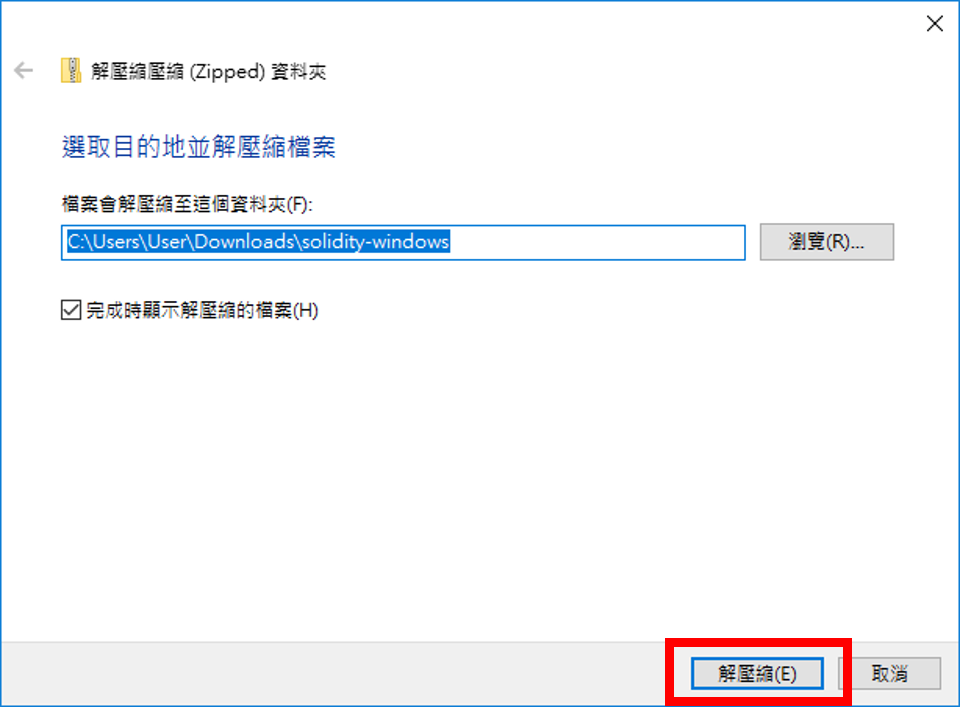 解壓縮壓縮 (Zipped) 資料夾
選取目的地並解壓縮檔案
檔案會解壓縮至這個資料夾(F):
C:\Users\User\Downloads\solidity-windows
瀏覽(R)...
完成時顯示解壓縮的檔案(H)
解壓縮(E)
取消